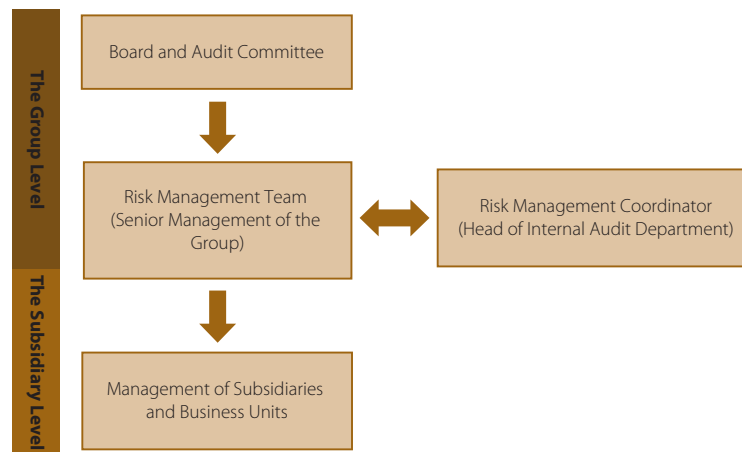 The Group Level
Board and Audit Committee
Risk Management Team
(Senior Management of the
Group)
Risk Management Coordinator
(Head of Internal Audit Department)
The Subsidiary Level
Management of Subsidiaries
and Business Units